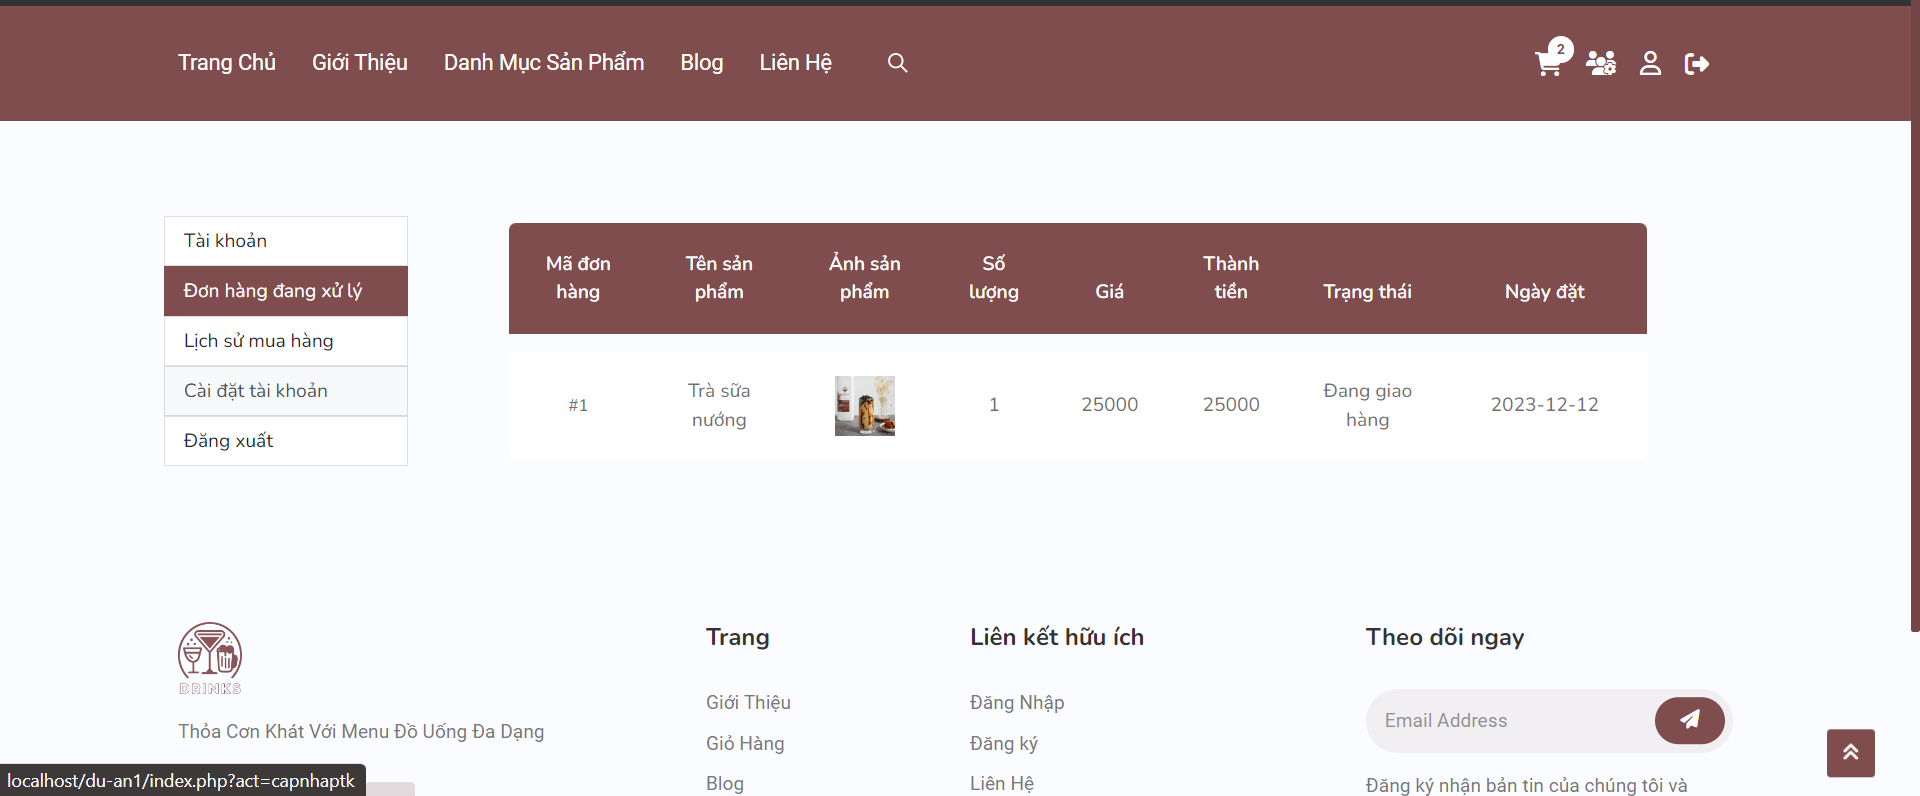 Trang Chủ Giới Thiệu Danh Mục Sản Phẩm Blog Liên Hệ 2
Tài khoản
Đơn hàng đang xử lý
Lịch sử mua hàng
Cài đặt tài khoản
Đăng xuất
Mã đơn hàng Tên sản phẩm Ảnh sản phẩm Số lượng Giá Thành tiền Trạng thái Ngày đặt
#1 Trà sữa nướng 1 25000 25000 Đang giao hàng 2023-12-12
DRINKS
Thỏa Cơn Khát Với Menu Đồ Uống Đa Dạng
Trang
Giới Thiệu
Giỏ Hàng
Blog
Liên kết hữu ích
Đăng Nhập
Đăng ký
Liên Hệ
Theo dõi ngay
Email Address
Đăng ký nhận bản tin của chúng tôi và
localhost/du-an1/index.php?act=capnhaptk